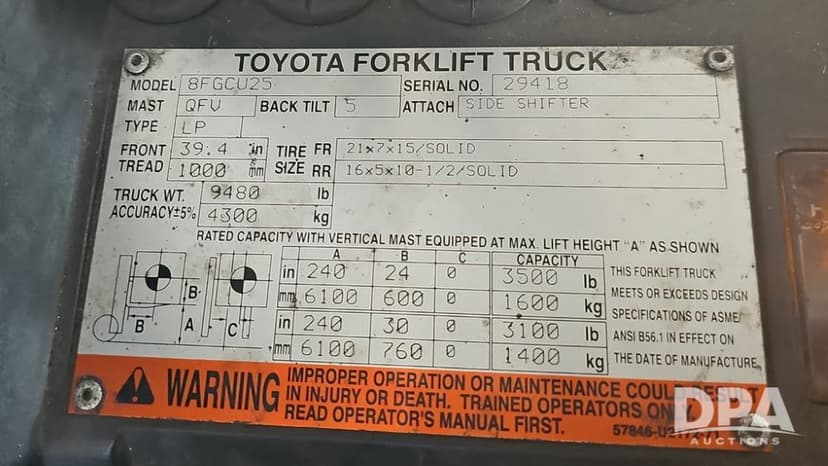 TOYOTA FORKLIFT TRUCK
MODEL 8FGCU25 SERIAL NO. 29418
MAST QFV BACK TILT 5 ATTACH SIDE SHIFTER
TYPE LP
FRONT TREAD 39.4 in 1000 mm
TIRE SIZE FR 21x7x15/SOLID
RR 16x5x10-1/2/SOLID
TRUCK WT. 9480 lb
ACCURACY±5% 4300 kg
RATED CAPACITY WITH VERTICAL MAST EQUIPPED AT MAX. LIFT HEIGHT "A" AS SHOWN
A B C CAPACITY
in 240 24 0 3500 lb
mm 6100 600 0 1600 kg
in 240 30 0 3100 lb
mm 6100 760 0 1400 kg
B
B A C
THIS FORKLIFT TRUCK
MEETS OR EXCEEDS DESIGN
SPECIFICATIONS OF ASME/
ANSI B56.1 IN EFFECT ON
THE DATE OF MANUFACTURE
WARNING
IMPROPER OPERATION OR MAINTENANCE COULD RESULT
IN INJURY OR DEATH. TRAINED OPERATORS ONLY
READ OPERATOR'S MANUAL FIRST.
DPA
AUCTIONS